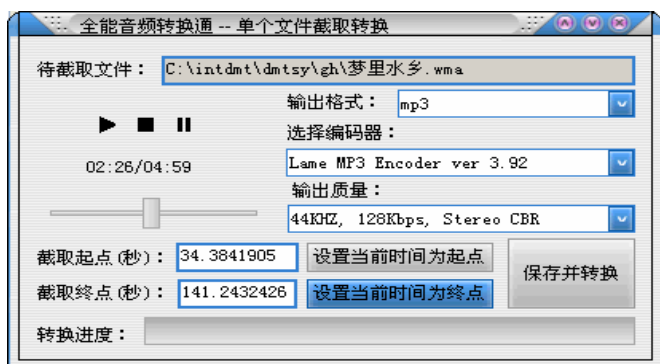 全能音频转换通 -- 单个文件截取转换
待截取文件： C:\intdmt\dmtsy\gh\梦里水乡.wma
输出格式： mp3
选择编码器：
02:26/04:59
Lame MP3 Encoder ver 3.92
输出质量：
44KHZ, 128Kbps, Stereo CBR
截取起点(秒)： 34.3841905 设置当前时间为起点
保存并转换
截取终点(秒)： 141.2432426 设置当前时间为终点
转换进度：